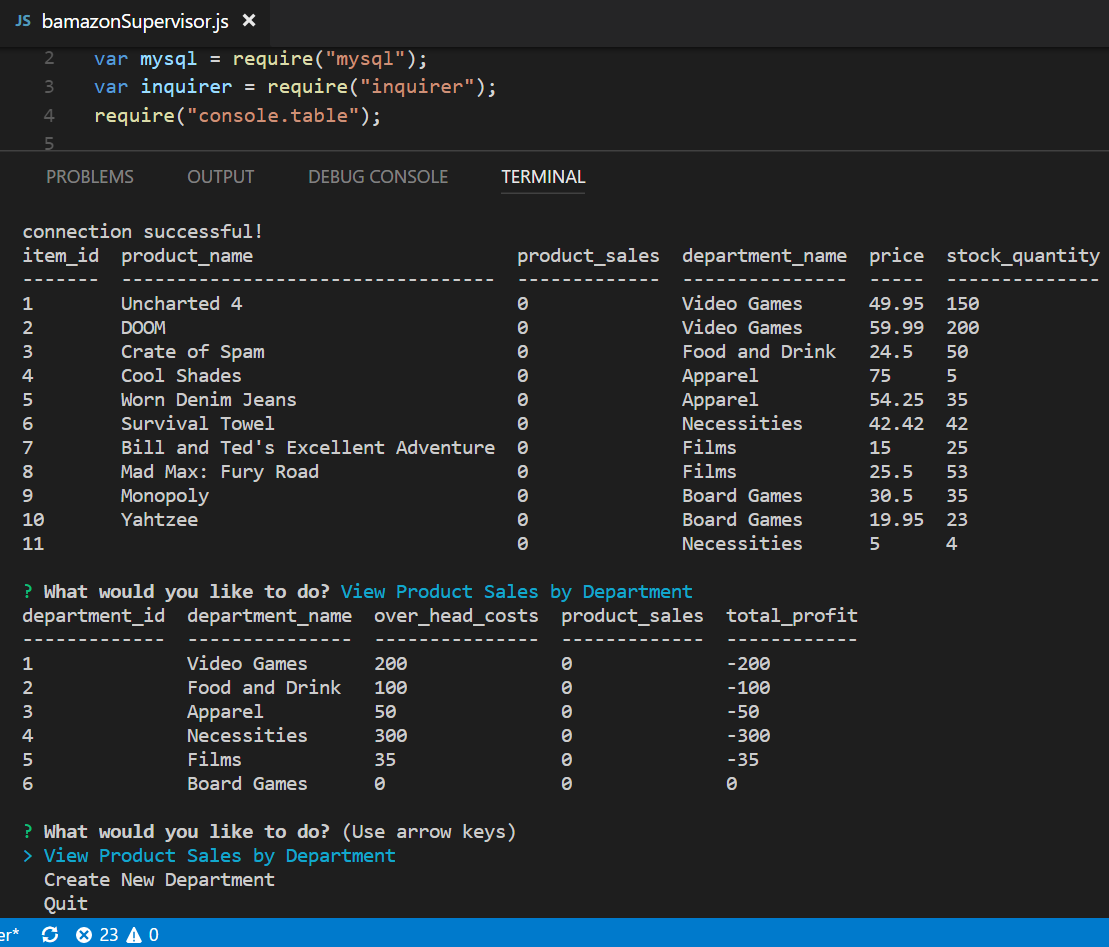 JS bamazonSupervisor.js ×
2 var mysql = require("mysql");
3 var inquirer = require("inquirer");
4 require("console.table");
5
PROBLEMS OUTPUT DEBUG CONSOLE TERMINAL
connection successful!
item_id product_name product_sales department_name price stock_quantity
------- ---------------------------------- ------------- --------------- ----- --------------
1 Uncharted 4 0 Video Games 49.95 150
2 DOOM 0 Video Games 59.99 200
3 Crate of Spam 0 Food and Drink 24.5 50
4 Cool Shades 0 Apparel 75 5
5 Worn Denim Jeans 0 Apparel 54.25 35
6 Survival Towel 0 Necessities 42.42 42
7 Bill and Ted's Excellent Adventure 0 Films 15 25
8 Mad Max: Fury Road 0 Films 25.5 53
9 Monopoly 0 Board Games 30.5 35
10 Yahtzee 0 Board Games 19.95 23
11 0 Necessities 5 4
? What would you like to do? View Product Sales by Department
department_id department_name over_head_costs product_sales total_profit
------------- --------------- --------------- ------------- ------------
1 Video Games 200 0 -200
2 Food and Drink 100 0 -100
3 Apparel 50 0 -50
4 Necessities 300 0 -300
5 Films 35 0 -35
6 Board Games 0 0 0
? What would you like to do? (Use arrow keys)
> View Product Sales by Department
Create New Department
Quit
er* 23 0